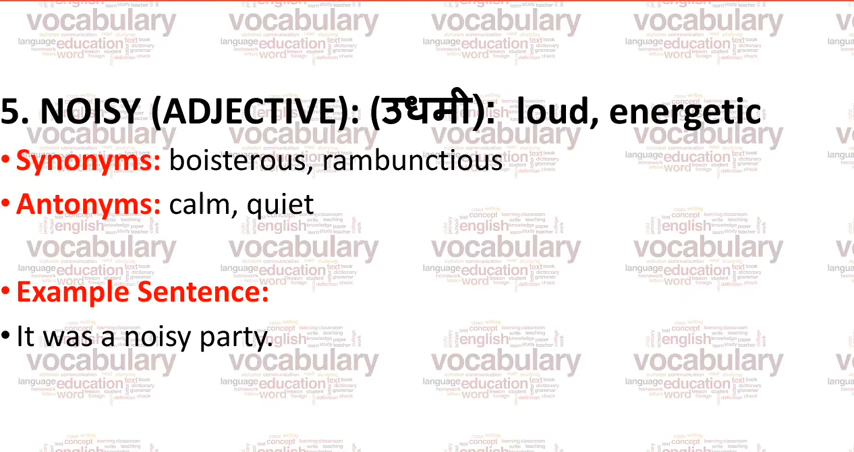 5. NOISY (ADJECTIVE): (उधमी): loud, energetic
• Synonyms: boisterous, rambunctious
• Antonyms: calm, quiet
• Example Sentence:
• It was a noisy party.